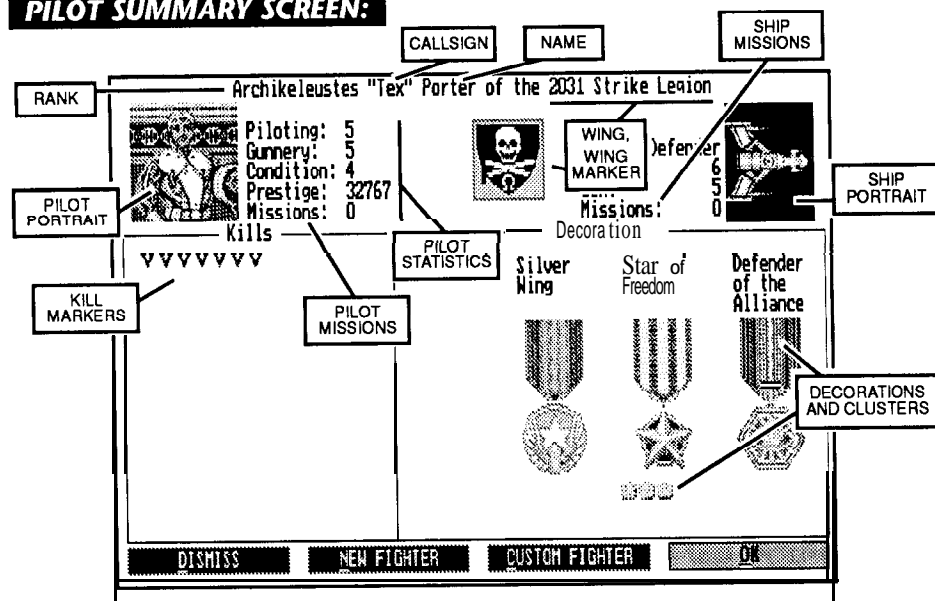 PILOT SUMMARY SCREEN:
CALLSIGN
NAME
SHIP
MISSIONS
RANK
Archikeleustes "Tex" Porter of the 2031 Strike Legion
Piloting: 5
Gunnery: 5
Condition: 4
Prestige: 32767
Missions: 0
WING,
WING
MARKER
Defender
6
5
Missions: 0
PILOT
PORTRAIT
SHIP
PORTRAIT
Kills
Decoration
PILOT
STATISTICS
KILL
MARKERS
PILOT
MISSIONS
Silver
Wing
Star of
Freedom
Defender
of the
Alliance
DECORATIONS
AND CLUSTERS
DISMISS
NEW FIGHTER
CUSTOM FIGHTER
OK